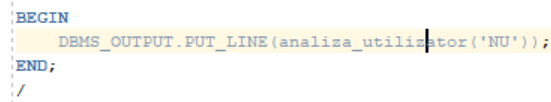 BEGIN
    DBMS_OUTPUT.PUT_LINE(analiza_utilizator('NU'));
END;
/